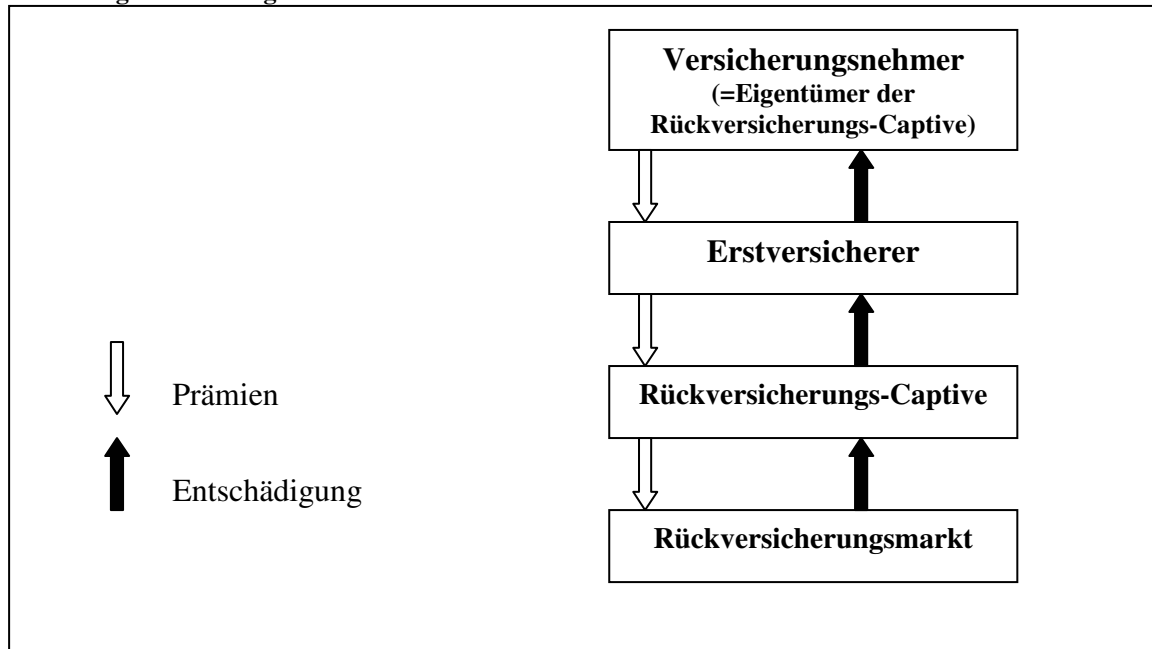 Versicherungsnehmer
(=Eigentümer der
Rückversicherungs-Captive)
Erstversicherer
Rückversicherungs-Captive
Rückversicherungsmarkt
Prämien
Entschädigung